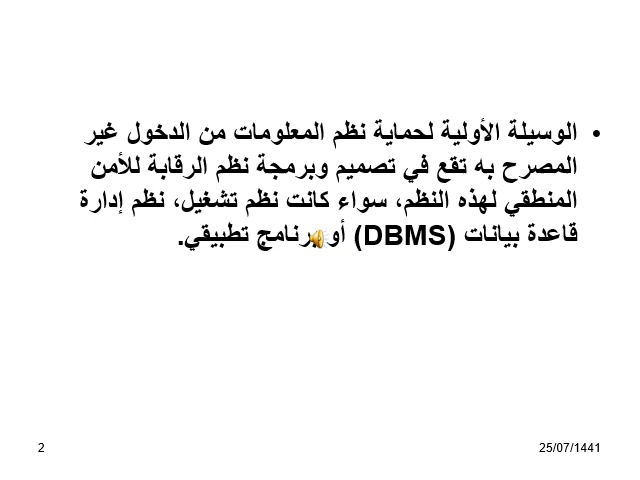 • الوسيلة الأولية لحماية نظم المعلومات من الدخول غير
المصرح به تقع في تصميم وبرمجة نظم الرقابة للأمن
المنطقي لهذه النظم، سواء كانت نظم تشغيل، نظم إدارة
قاعدة بيانات (DBMS) أو برنامج تطبيقي.
25/07/1441
2